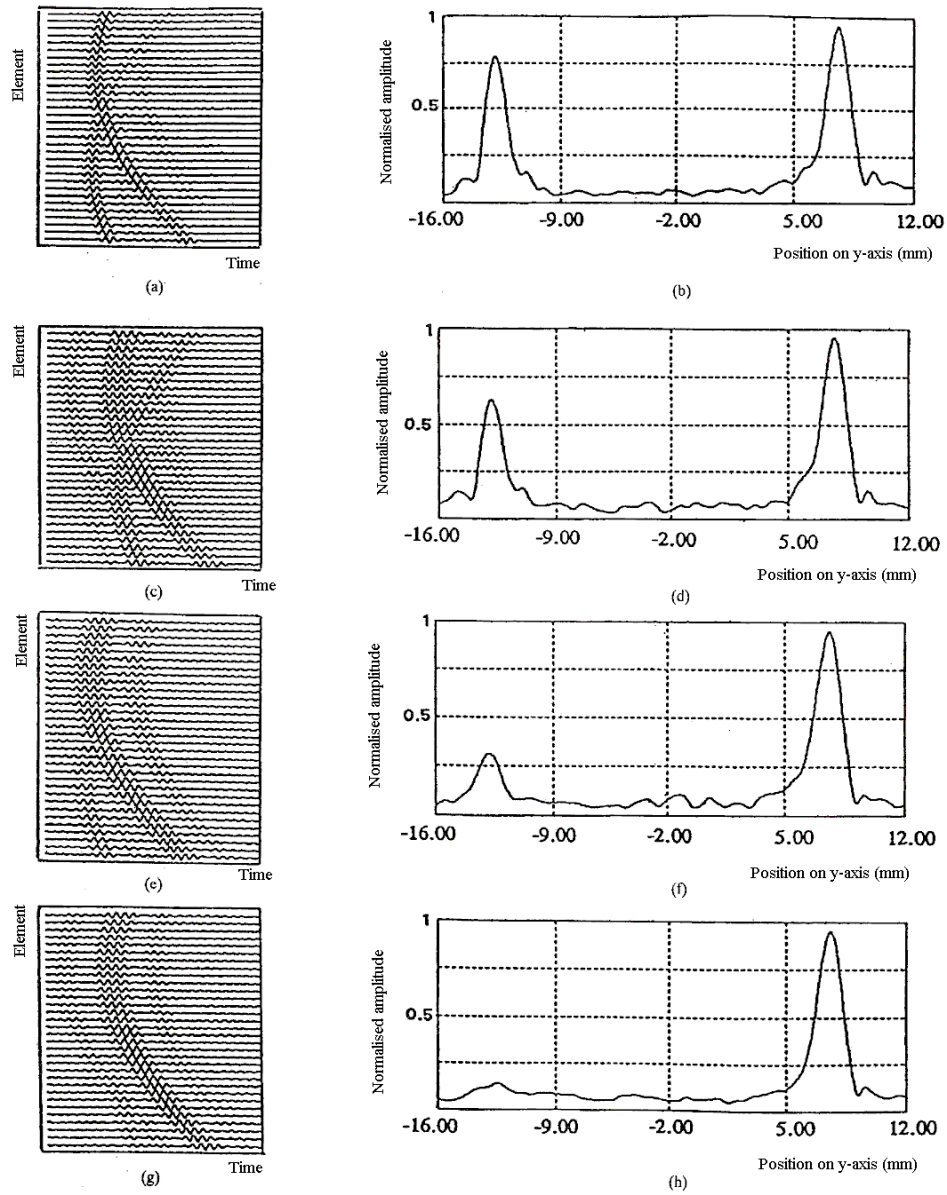 Element
Time
(a)
Normalised amplitude
1
0.5
-16.00 -9.00 -2.00 5.00 12.00
Position on y-axis (mm)
(b)
Element
Time
(c)
Normalised amplitude
1
0.5
-16.00 -9.00 -2.00 5.00 12.00
Position on y-axis (mm)
(d)
Element
Time
(e)
Normalised amplitude
1
0.5
-16.00 -9.00 -2.00 5.00 12.00
Position on y-axis (mm)
(f)
Element
Time
(g)
Normalised amplitude
1
0.5
-16.00 -9.00 -2.00 5.00 12.00
Position on y-axis (mm)
(h)